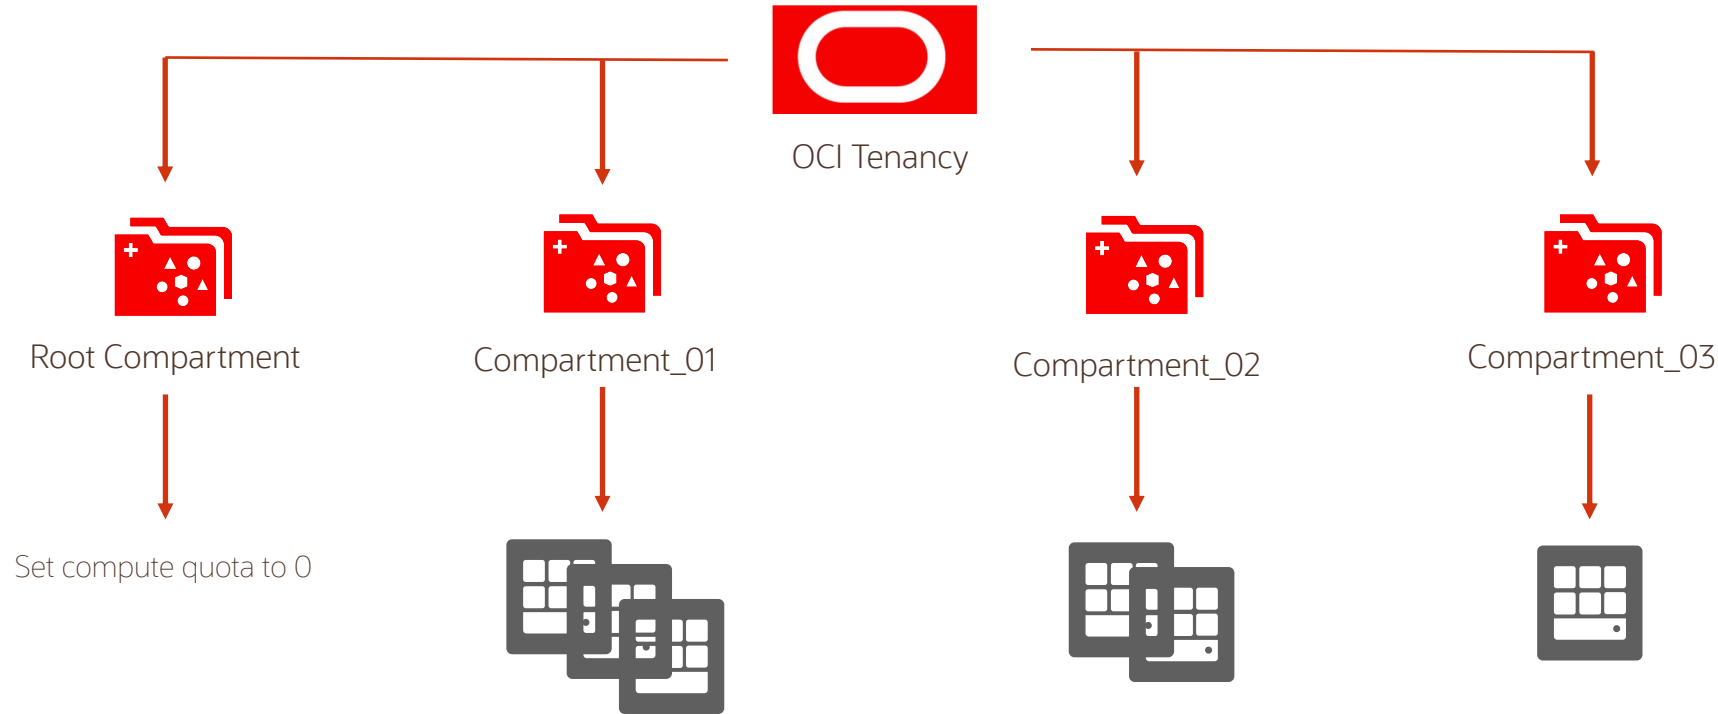 OCI Tenancy
Root Compartment
Compartment_01
Compartment_02
Compartment_03
Set compute quota to 0